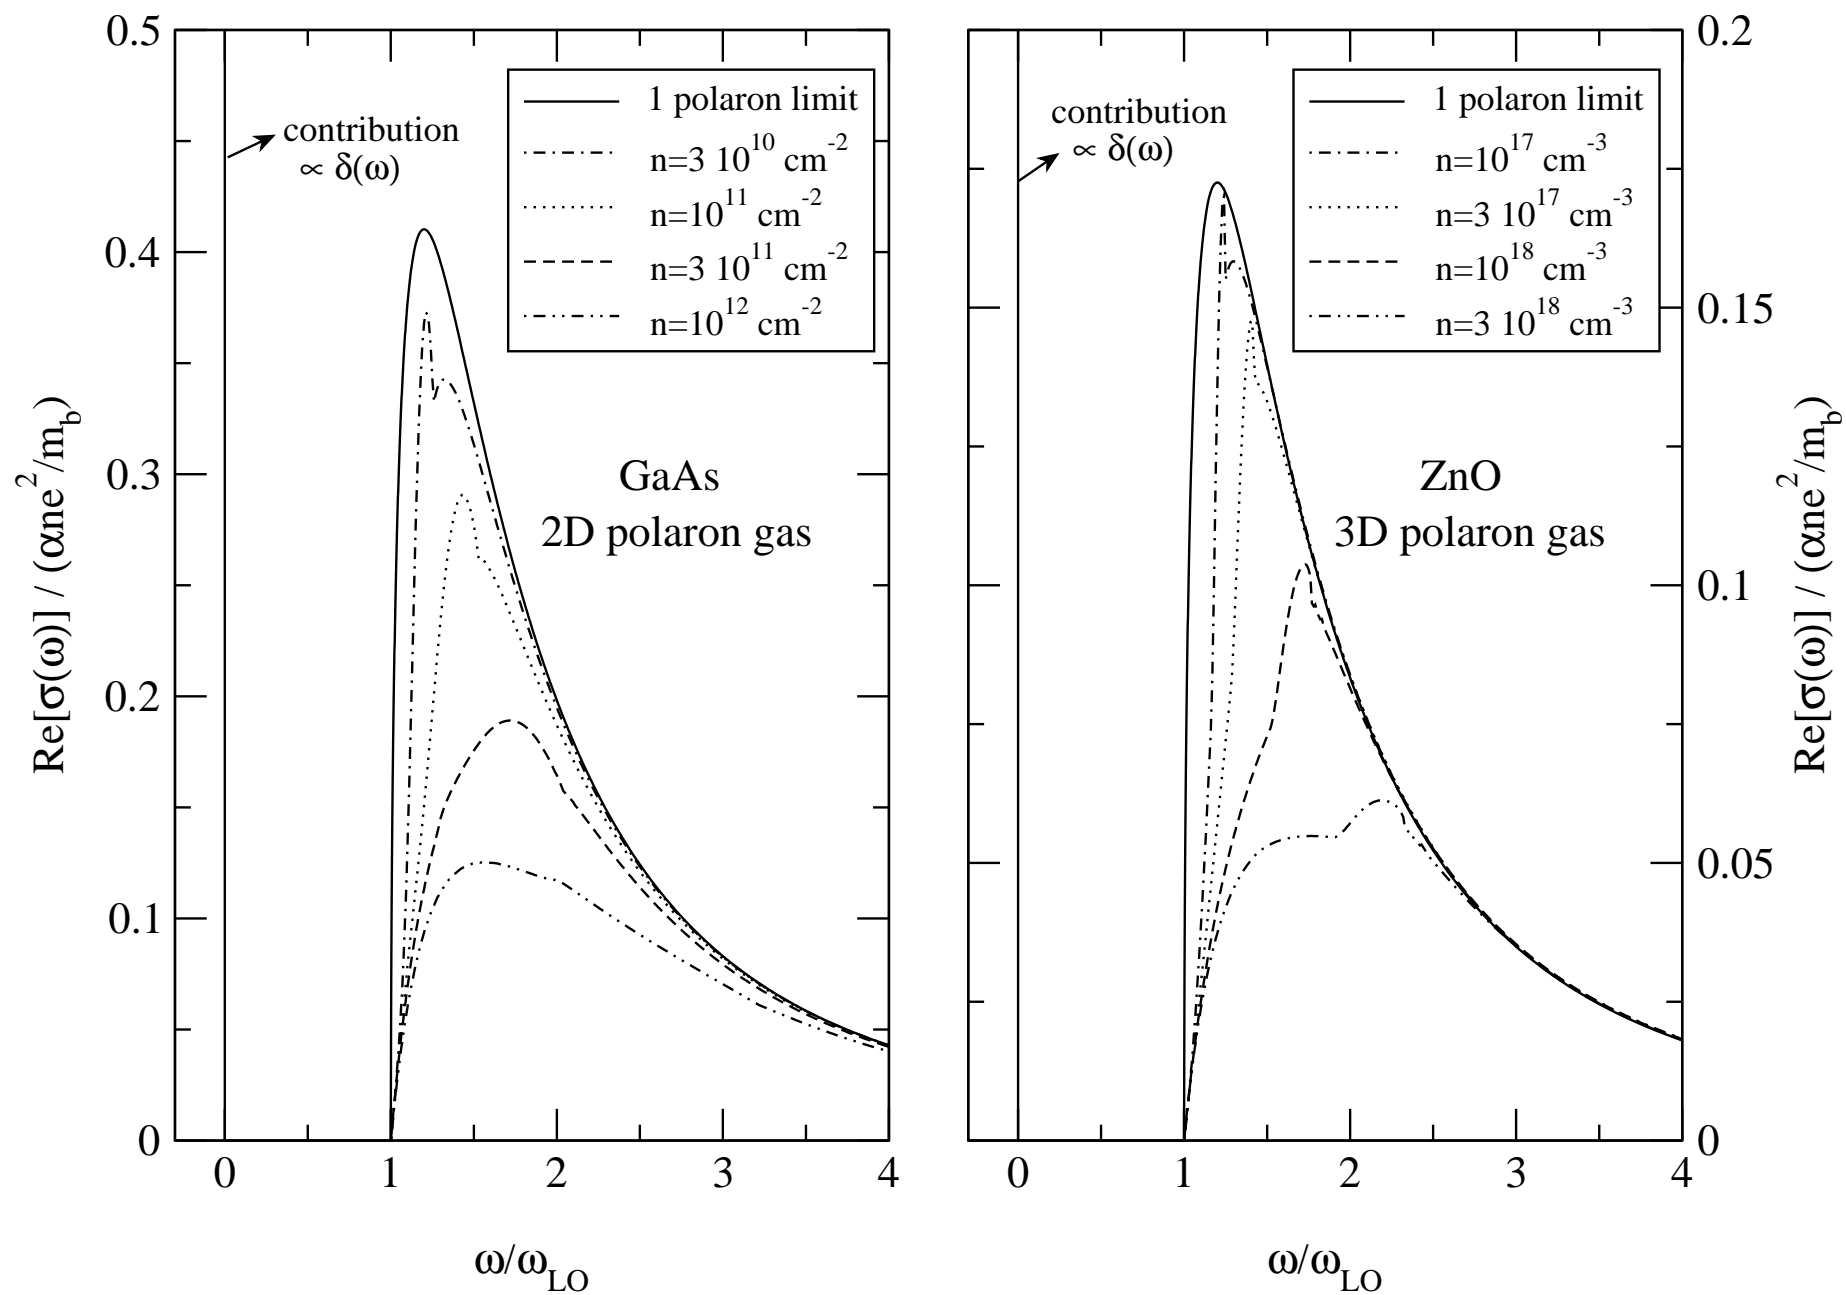 0.5
0.4
0.3
0.2
0.1
0
Re[σ(ω)] / (αne²/m_b)
contribution
∝ δ(ω)
1 polaron limit
n=3 10¹⁰ cm⁻²
n=10¹¹ cm⁻²
n=3 10¹¹ cm⁻²
n=10¹² cm⁻²
GaAs
2D polaron gas
0 1 2 3 4
ω/ω_LO
contribution
∝ δ(ω)
1 polaron limit
n=10¹⁷ cm⁻³
n=3 10¹⁷ cm⁻³
n=10¹⁸ cm⁻³
n=3 10¹⁸ cm⁻³
ZnO
3D polaron gas
0.2
0.15
0.1
0.05
0
Re[σ(ω)] / (αne²/m_b)
0 1 2 3 4
ω/ω_LO